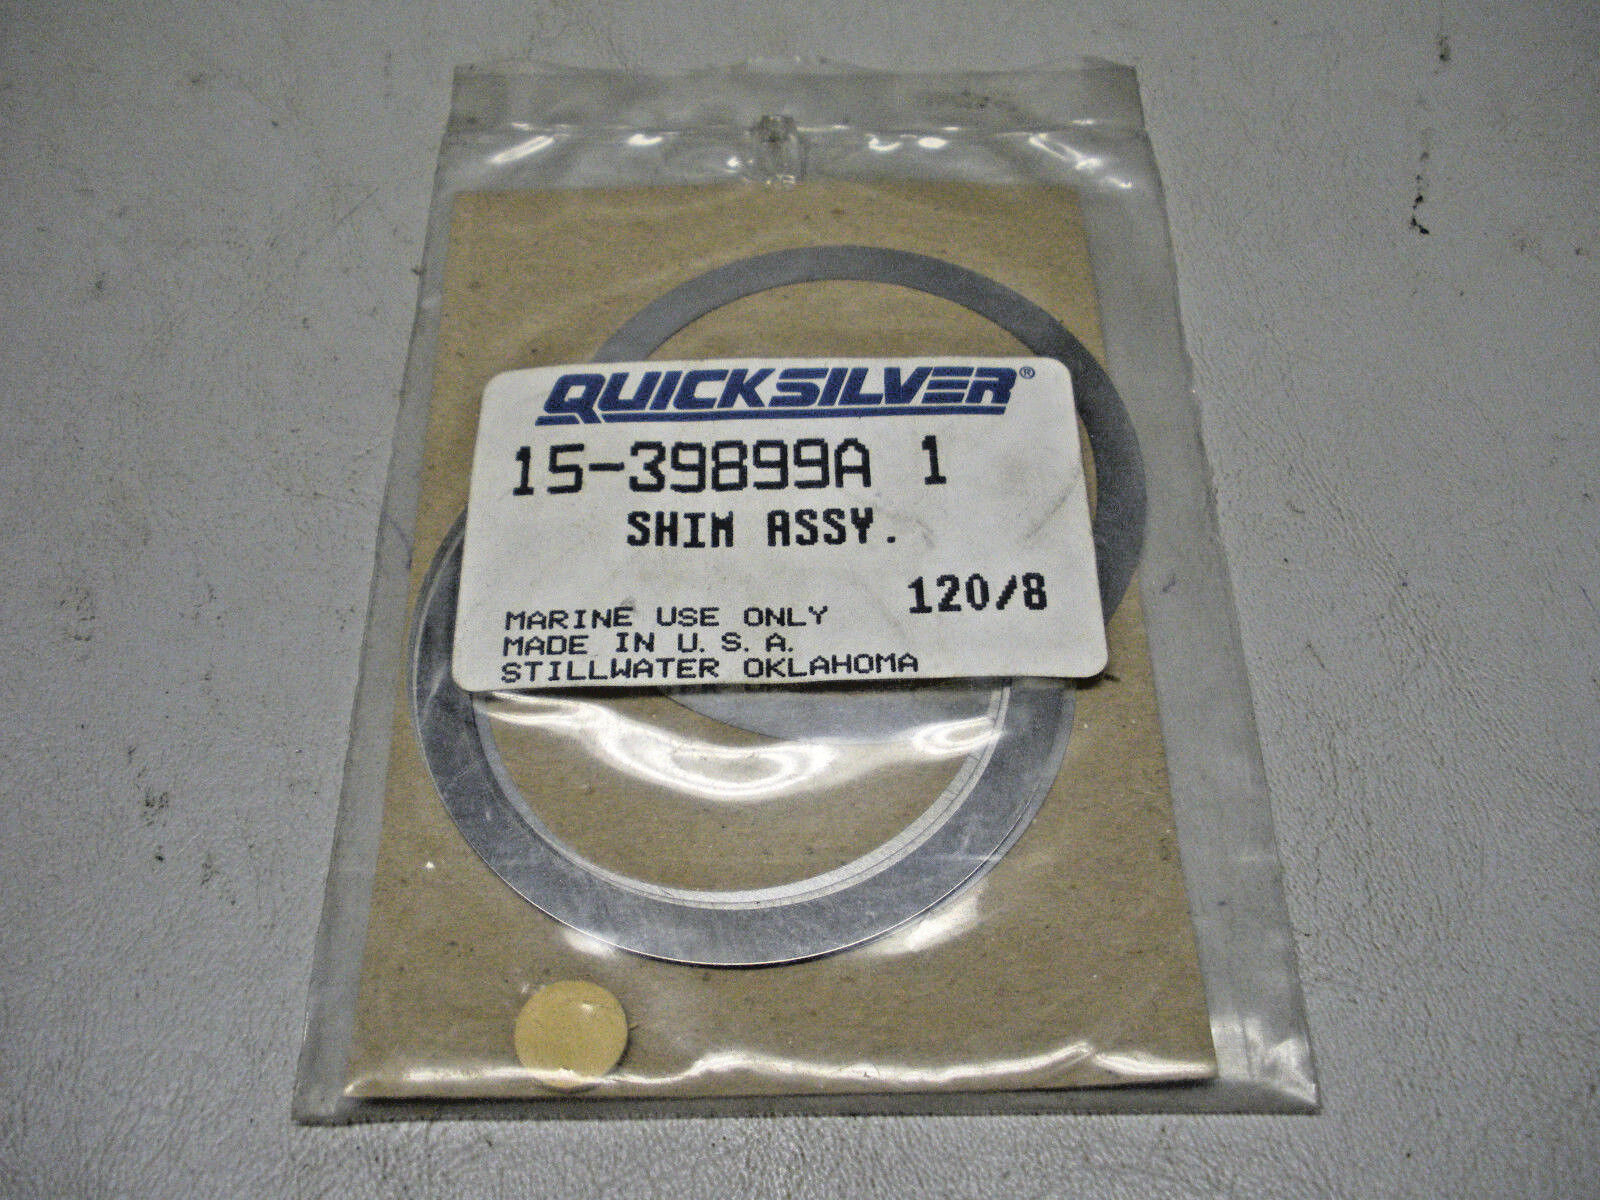 QUICKSILVER®
15-39899A 1
SHIM ASSY.
120/8
MARINE USE ONLY
MADE IN U.S.A.
STILLWATER OKLAHOMA